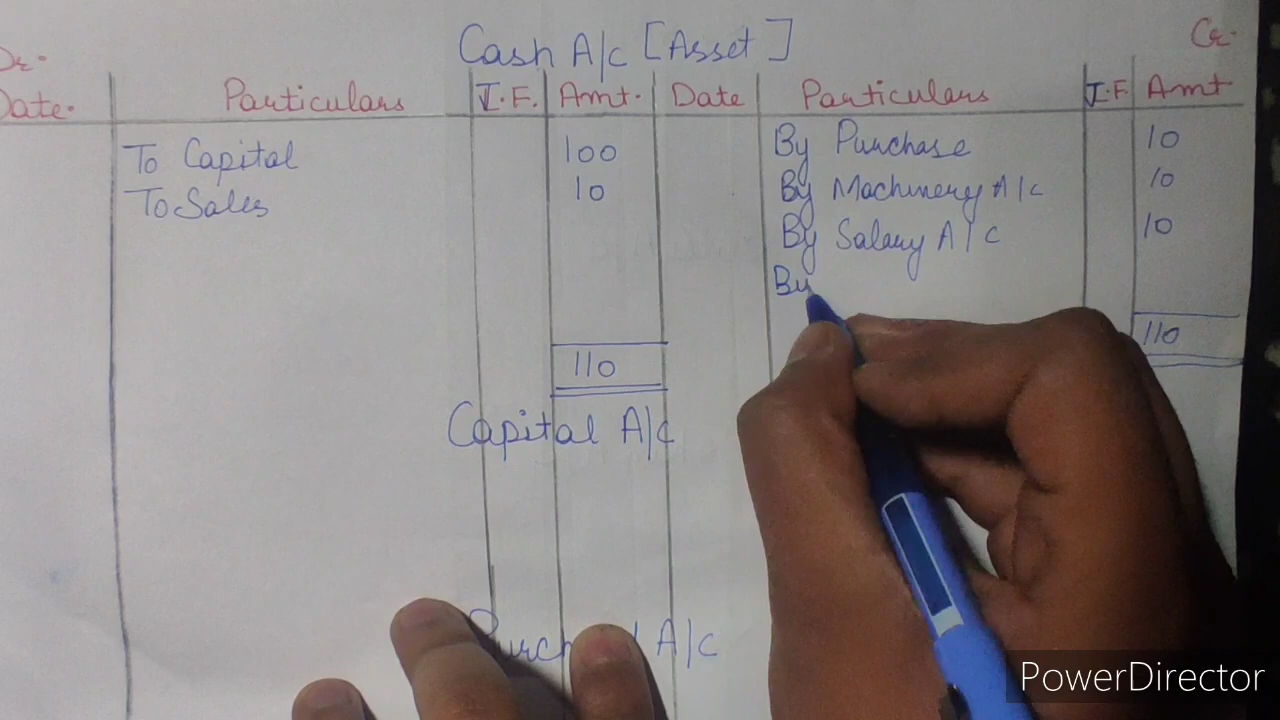 Cash A/c [Asset]
Dr. Cr.
Date. Particulars J.F. Amt. Date Particulars J.F. Amt
To Capital 100 By Purchase 10
To Sales 10 By Machinery A/c 10
By Salary A/c 10
By
110 110
Capital A/c
A/c
PowerDirector